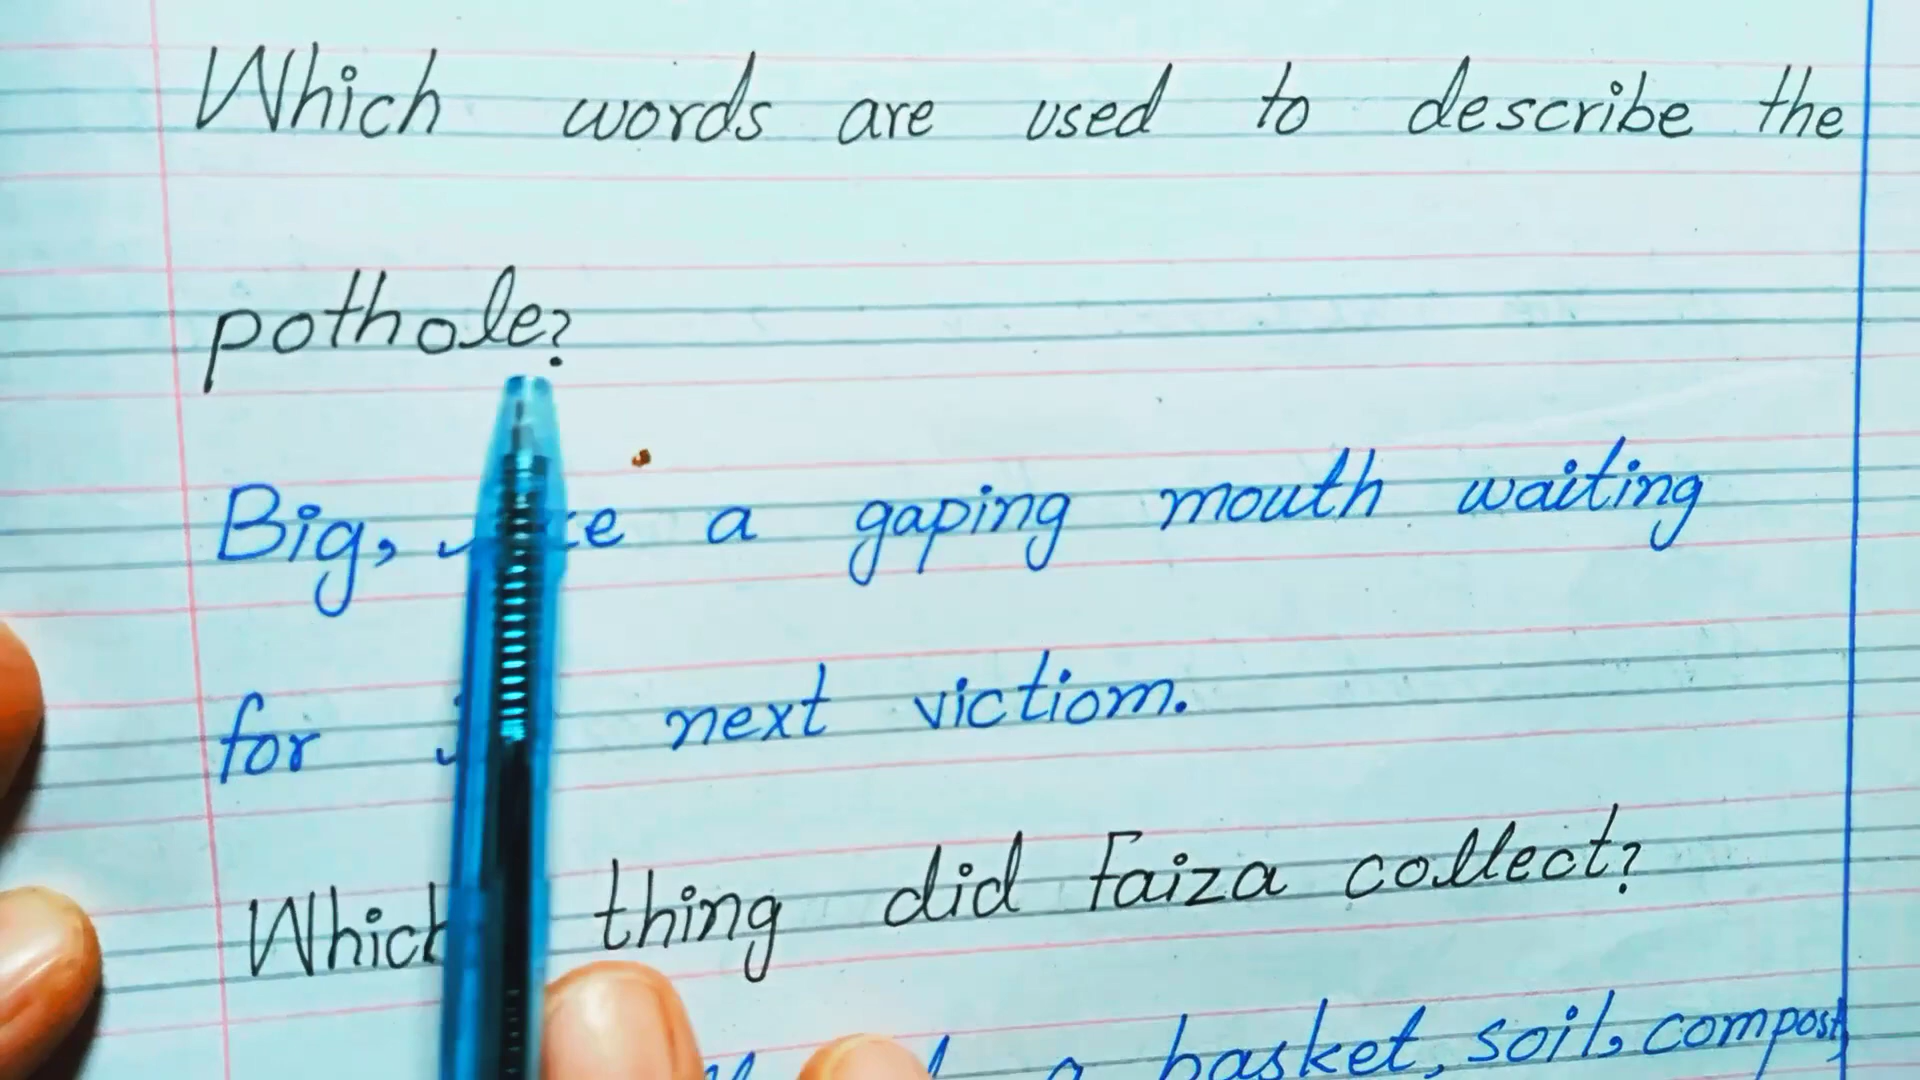 Which words are used to describe the
pothole?
Big, a gaping mouth waiting
for next victiom.
Which thing did Faiza collect?
a basket, soil, compost,